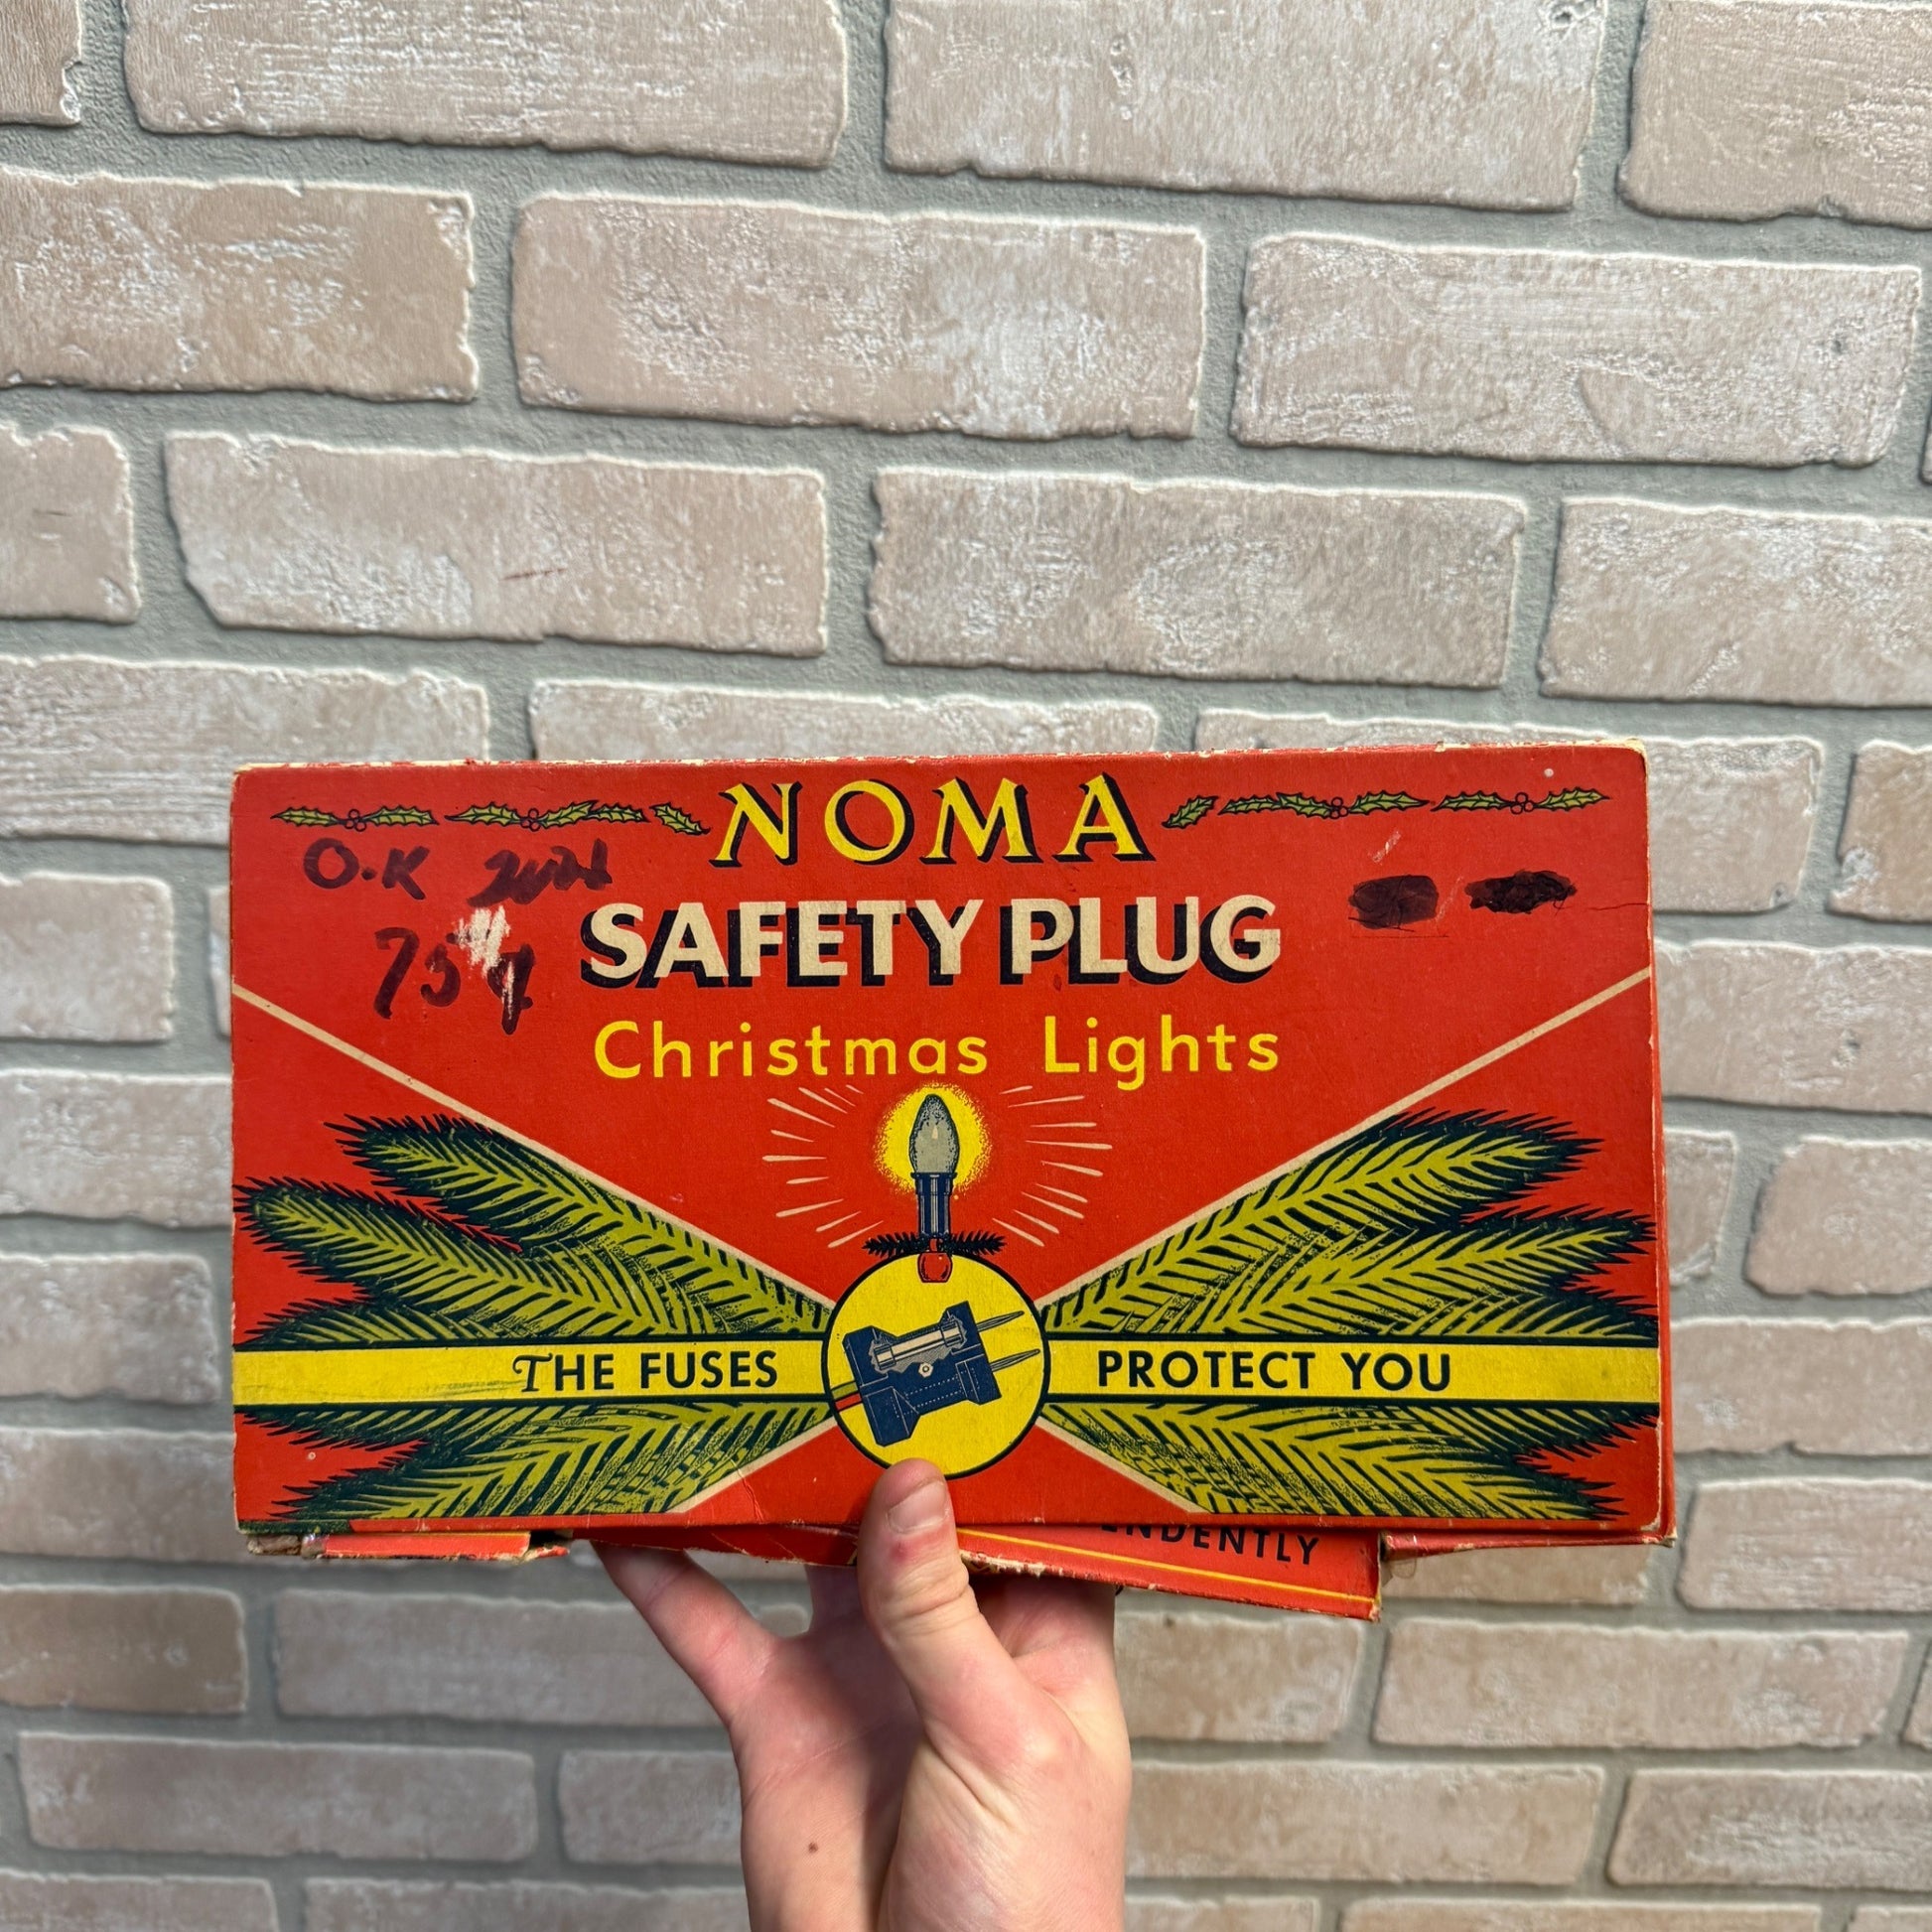 NOMA
O.K
SAFETY PLUG
Christmas Lights
THE FUSES PROTECT YOU
ENDENTLY